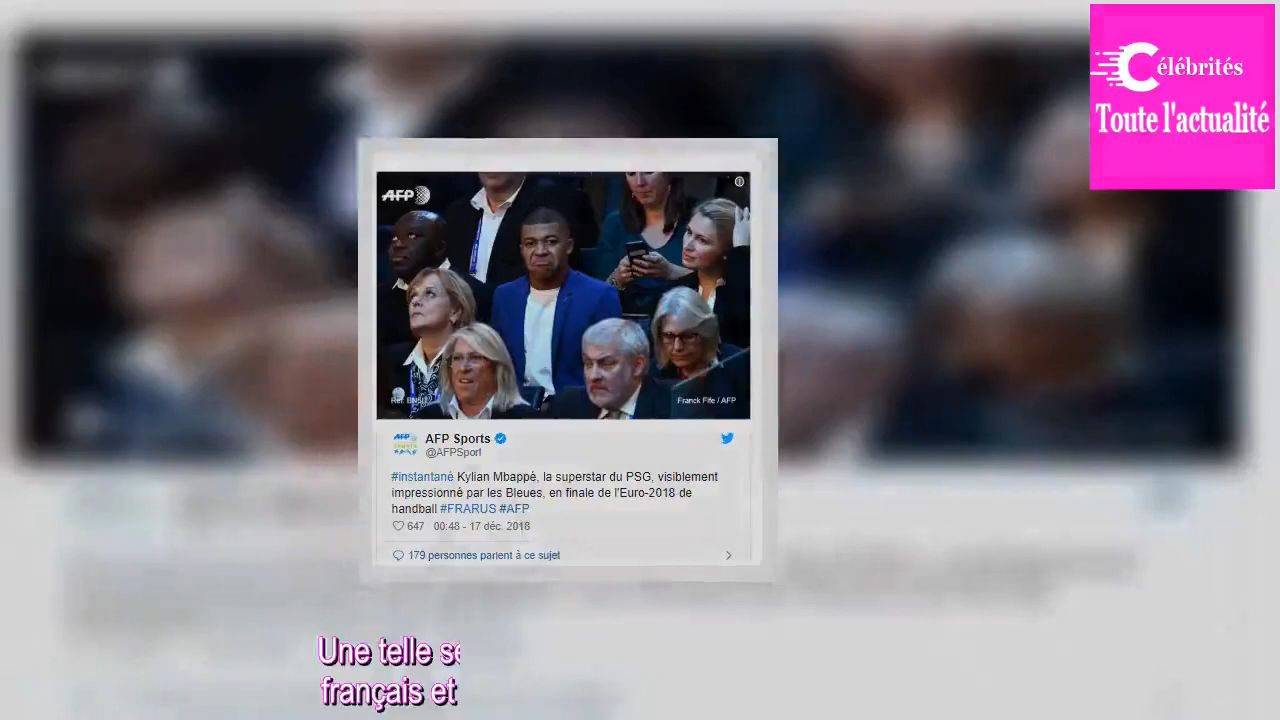 Célébrités
Toute l'actualité
AFP
Franck Fife / AFP
AFP Sports
@AFPSport
#instantané Kylian Mbappé, la superstar du PSG, visiblement
impressionné par les Bleues, en finale de l'Euro-2018 de
handball #FRARUS #AFP
647 00:48 - 17 déc. 2018
179 personnes parlent à ce sujet
Une telle
français et